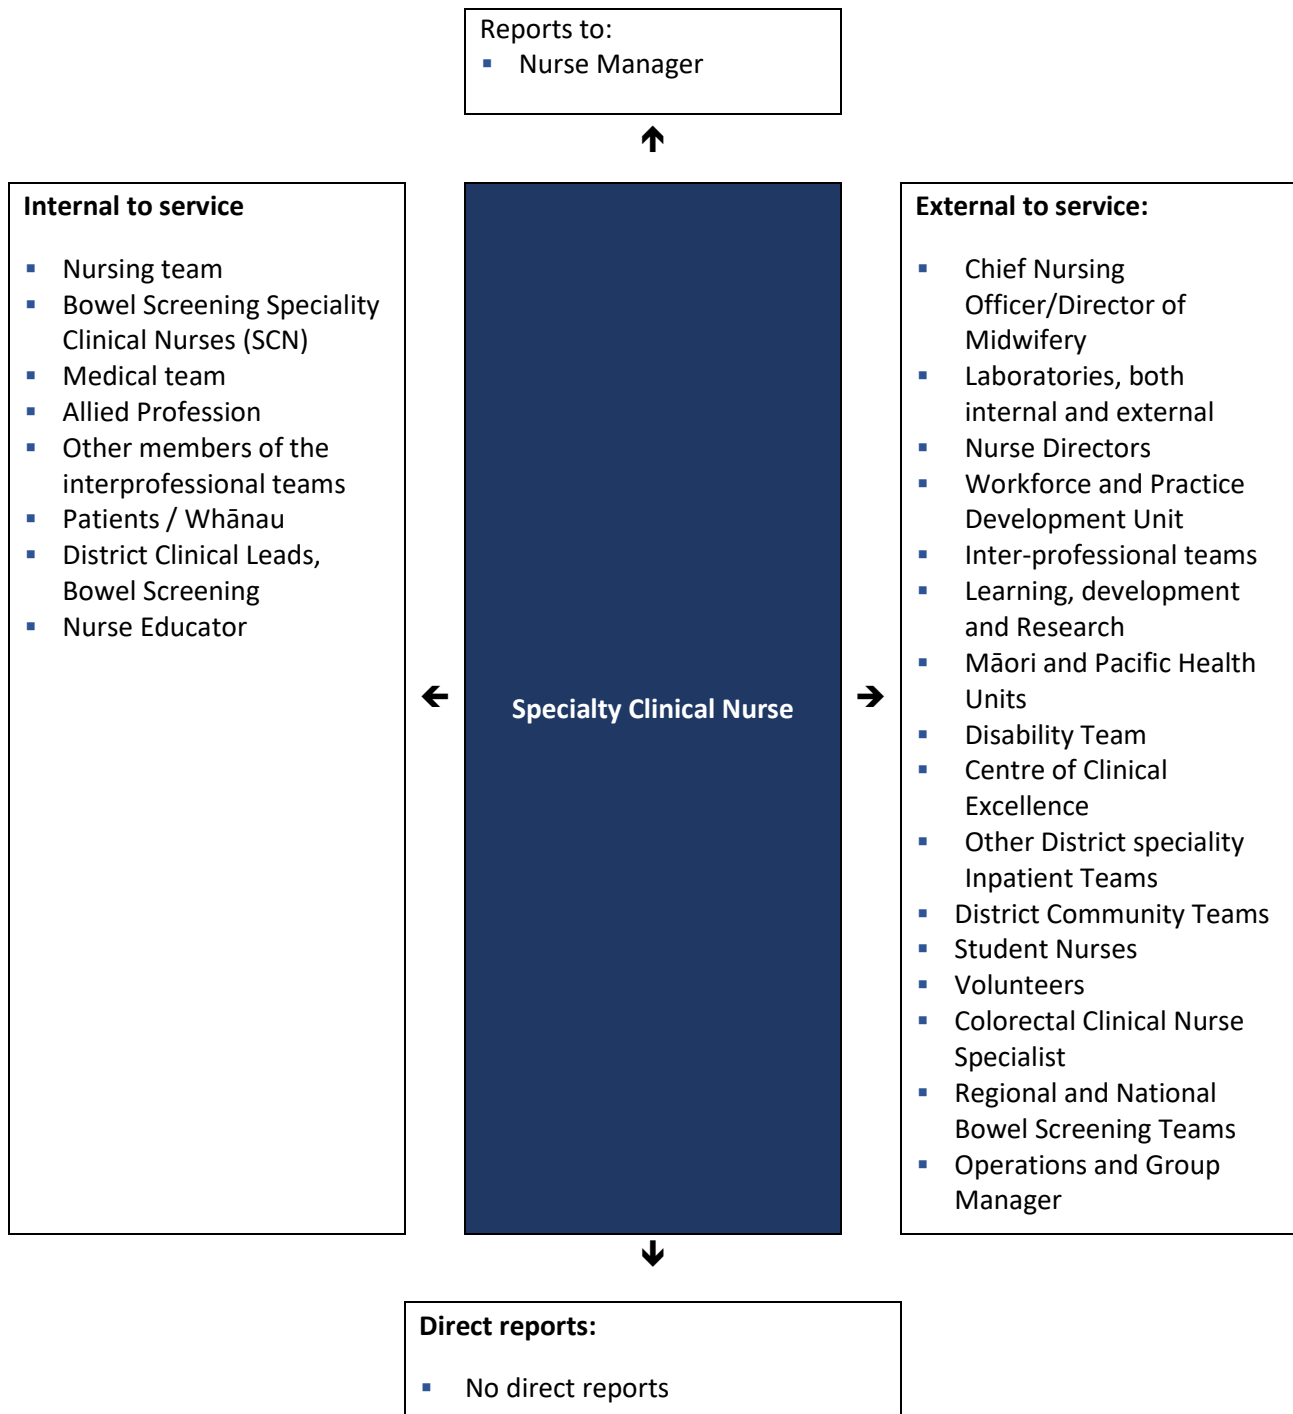 Reports to:
▪ Nurse Manager
Internal to service
▪ Nursing team
▪ Bowel Screening Speciality
Clinical Nurses (SCN)
▪ Medical team
▪ Allied Profession
▪ Other members of the
interprofessional teams
▪ Patients / Whānau
▪ District Clinical Leads,
Bowel Screening
▪ Nurse Educator
Specialty Clinical Nurse
External to service:
▪ Chief Nursing
Officer/Director of
Midwifery
▪ Laboratories, both
internal and external
▪ Nurse Directors
▪ Workforce and Practice
Development Unit
▪ Inter-professional teams
▪ Learning, development
and Research
▪ Māori and Pacific Health
Units
▪ Disability Team
▪ Centre of Clinical
Excellence
▪ Other District speciality
Inpatient Teams
▪ District Community Teams
▪ Student Nurses
▪ Volunteers
▪ Colorectal Clinical Nurse
Specialist
▪ Regional and National
Bowel Screening Teams
▪ Operations and Group
Manager
Direct reports:
▪ No direct reports